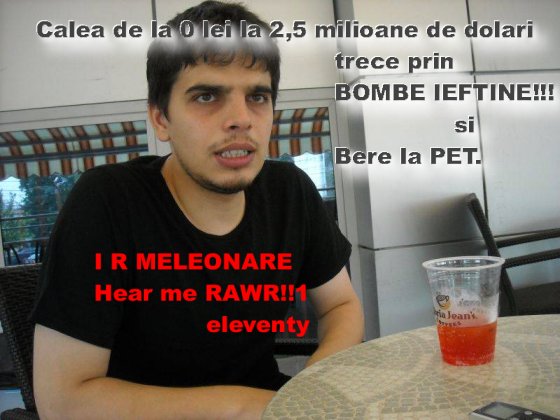 Calea de la 0 lei la 2,5 milioane de dolari
trece prin
BOMBE IEFTINE!!!
si
Bere la PET.
I R MELEONARE
Hear me RAWR!!1
eleventy
Jean's